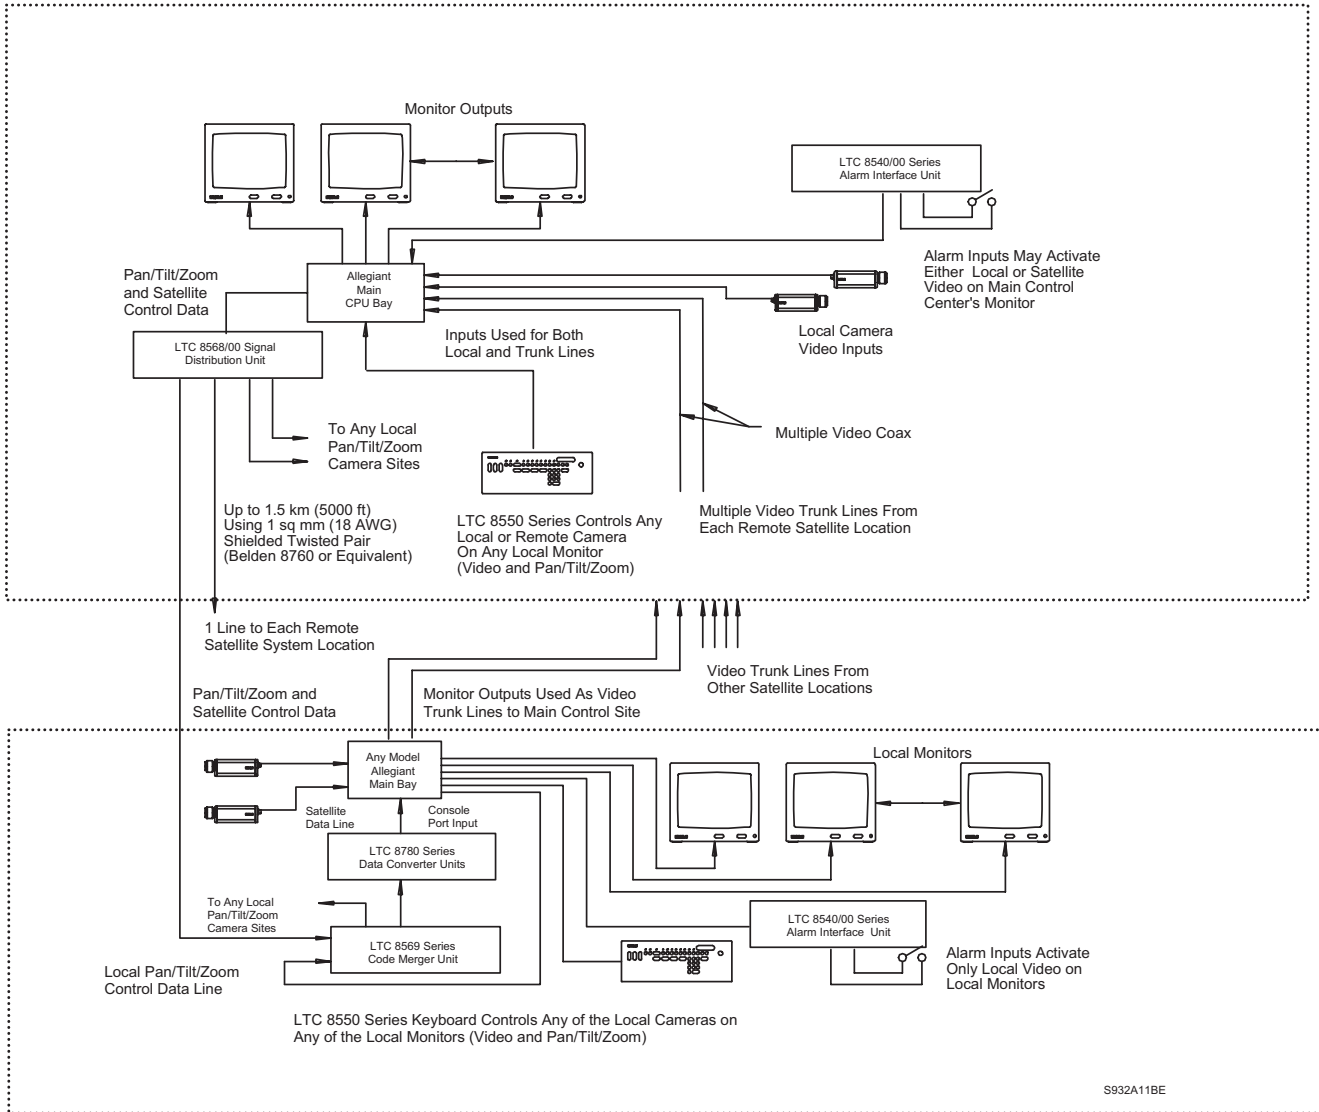 Monitor Outputs
LTC 8540/00 Series
Alarm Interface Unit
Alarm Inputs May Activate
Either Local or Satellite
Video on Main Control
Center's Monitor
Pan/Tilt/Zoom
and Satellite
Control Data
Allegiant
Main
CPU Bay
Local Camera
Video Inputs
Inputs Used for Both
Local and Trunk Lines
LTC 8568/00 Signal
Distribution Unit
To Any Local
Pan/Tilt/Zoom
Camera Sites
Multiple Video Coax
Up to 1.5 km (5000 ft)
Using 1 sq mm (18 AWG)
Shielded Twisted Pair
(Belden 8760 or Equivalent)
LTC 8550 Series Controls Any
Local or Remote Camera
On Any Local Monitor
(Video and Pan/Tilt/Zoom)
Multiple Video Trunk Lines From
Each Remote Satellite Location
1 Line to Each Remote
Satellite System Location
Video Trunk Lines From
Other Satellite Locations
Pan/Tilt/Zoom and
Satellite Control Data
Monitor Outputs Used As Video
Trunk Lines to Main Control Site
Any Model
Allegiant
Main Bay
Local Monitors
Satellite
Data Line
Console
Port Input
LTC 8780 Series
Data Converter Units
To Any Local
Pan/Tilt/Zoom
Camera Sites
LTC 8569 Series
Code Merger Unit
LTC 8540/00 Series
Alarm Interface Unit
Alarm Inputs Activate
Only Local Video on
Local Monitors
Local Pan/Tilt/Zoom
Control Data Line
LTC 8550 Series Keyboard Controls Any of the Local Cameras on
Any of the Local Monitors (Video and Pan/Tilt/Zoom)
S932A11BE